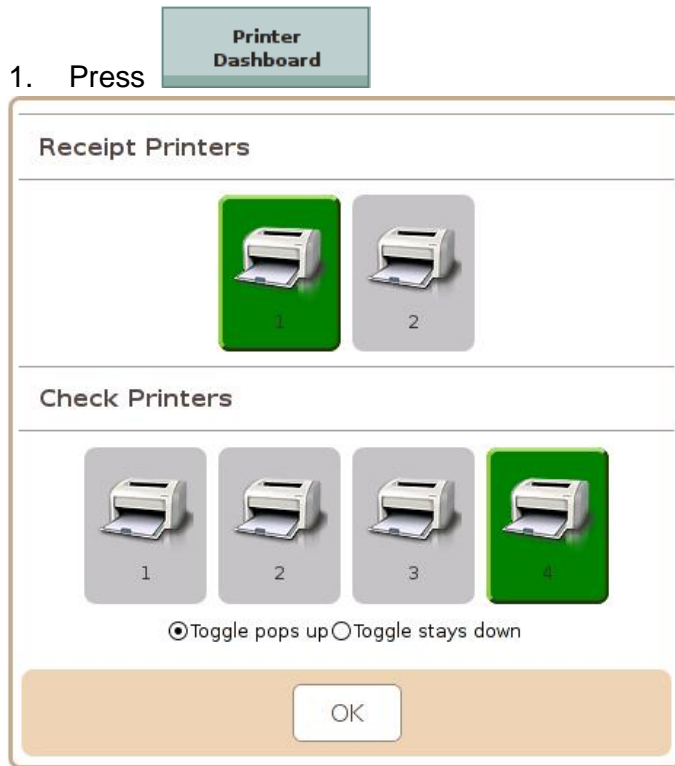 Printer
Dashboard
1. Press
Receipt Printers
1 2
Check Printers
1 2 3 4
Toggle pops up Toggle stays down
OK